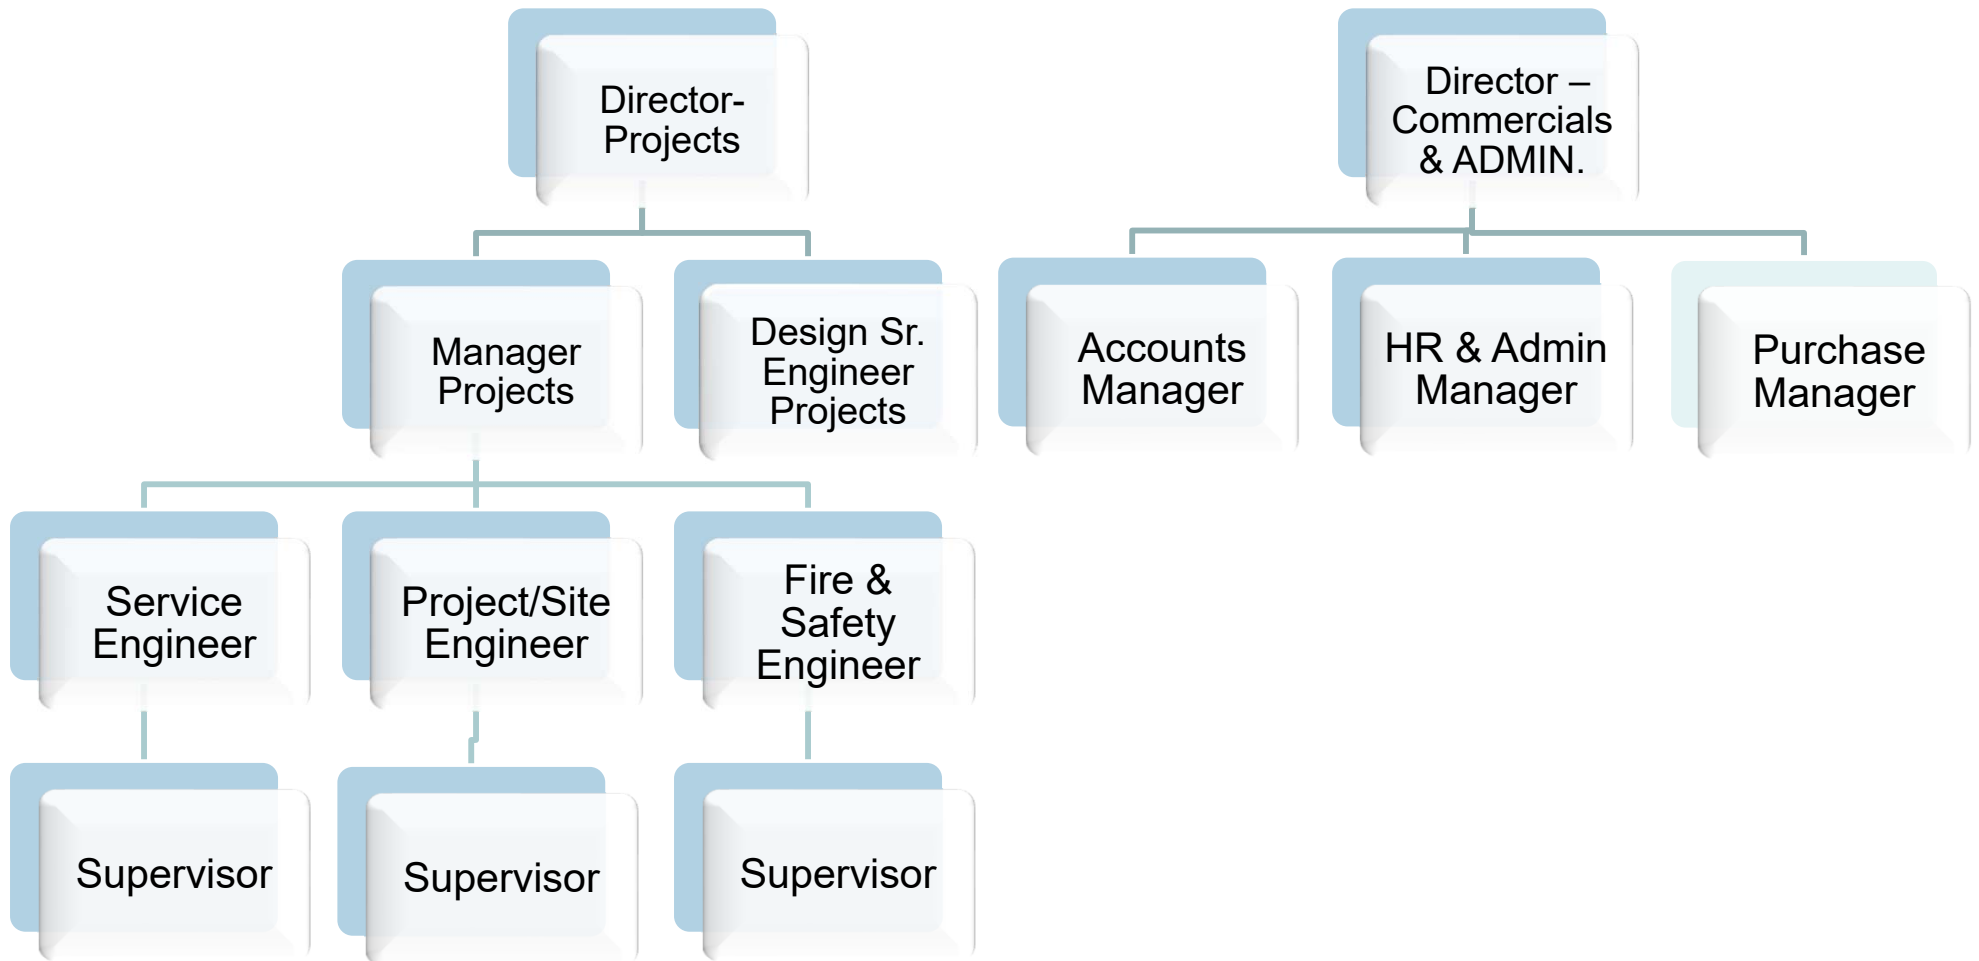 Director-
Projects
Director –
Commercials
& ADMIN.
Manager
Projects
Design Sr.
Engineer
Projects
Accounts
Manager
HR & Admin
Manager
Purchase
Manager
Service
Engineer
Project/Site
Engineer
Fire &
Safety
Engineer
Supervisor
Supervisor
Supervisor